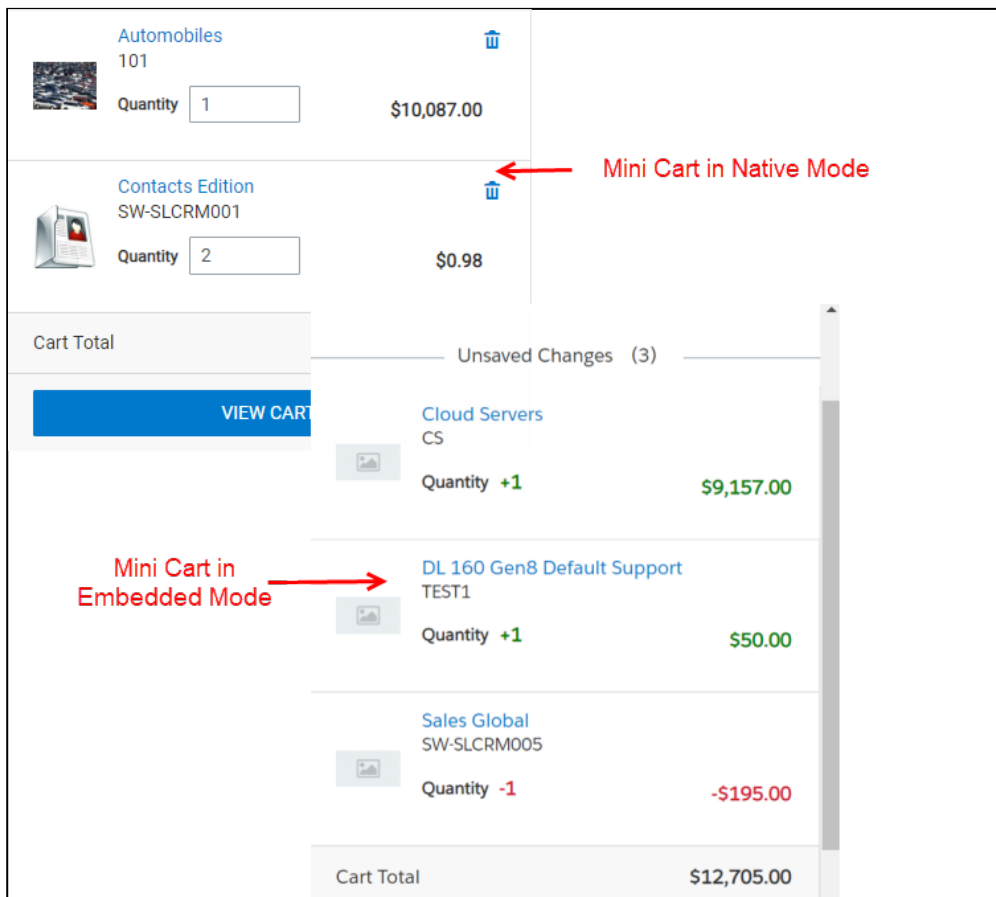 Automobiles
101
Quantity 1
$10,087.00
Mini Cart in Native Mode
Contacts Edition
SW-SLCRM001
Quantity 2
$0.98
Cart Total
VIEW CART
Unsaved Changes (3)
Cloud Servers
CS
Quantity +1
$9,157.00
Mini Cart in
Embedded Mode
DL 160 Gen8 Default Support
TEST1
Quantity +1
$50.00
Sales Global
SW-SLCRM005
Quantity -1
-$195.00
Cart Total
$12,705.00